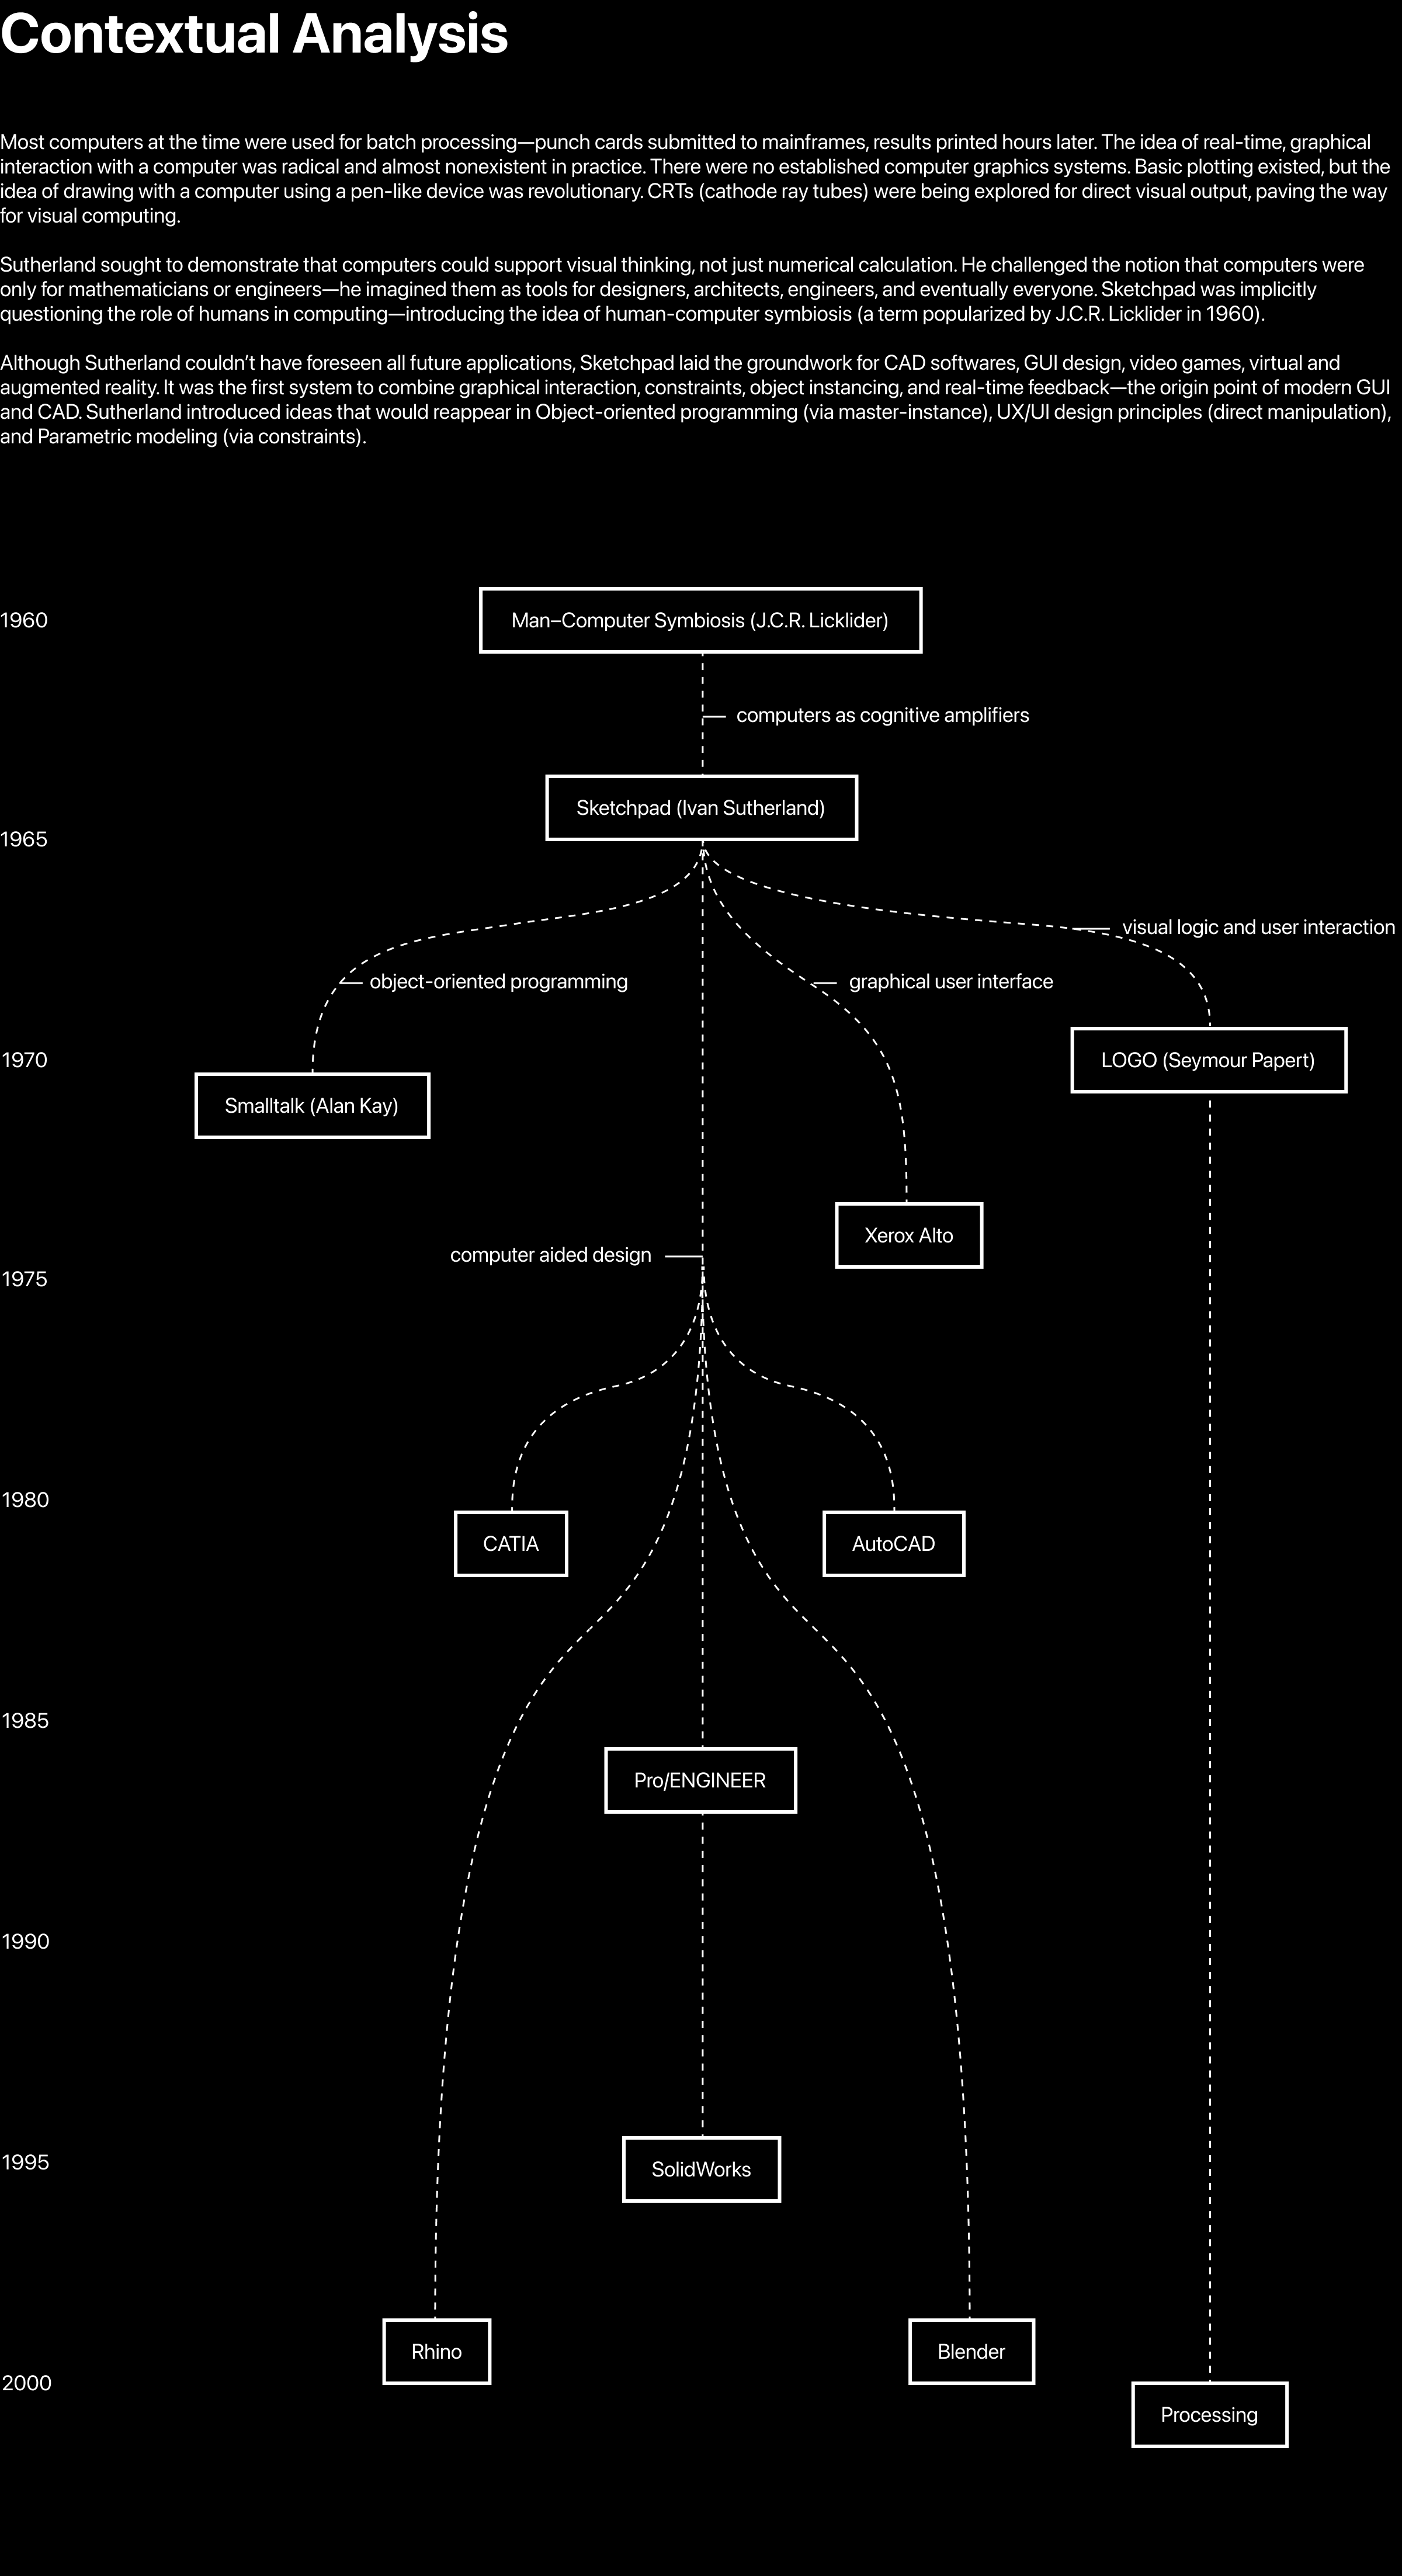 Contextual Analysis
Most computers at the time were used for batch processing—punch cards submitted to mainframes, results printed hours later. The idea of real-time, graphical
interaction with a computer was radical and almost nonexistent in practice. There were no established computer graphics systems. Basic plotting existed, but the
idea of drawing with a computer using a pen-like device was revolutionary. CRTs (cathode ray tubes) were being explored for direct visual output, paving the way
for visual computing.
Sutherland sought to demonstrate that computers could support visual thinking, not just numerical calculation. He challenged the notion that computers were
only for mathematicians or engineers—he imagined them as tools for designers, architects, engineers, and eventually everyone. Sketchpad was implicitly
questioning the role of humans in computing—introducing the idea of human-computer symbiosis (a term popularized by J.C.R. Licklider in 1960).
Although Sutherland couldn’t have foreseen all future applications, Sketchpad laid the groundwork for CAD softwares, GUI design, video games, virtual and
augmented reality. It was the first system to combine graphical interaction, constraints, object instancing, and real-time feedback—the origin point of modern GUI
and CAD. Sutherland introduced ideas that would reappear in Object-oriented programming (via master-instance), UX/UI design principles (direct manipulation),
and Parametric modeling (via constraints).
1960
Man–Computer Symbiosis (J.C.R. Licklider)
computers as cognitive amplifiers
Sketchpad (Ivan Sutherland)
1965
visual logic and user interaction
object-oriented programming
graphical user interface
1970
LOGO (Seymour Papert)
Smalltalk (Alan Kay)
Xerox Alto
computer aided design
1975
1980
CATIA
AutoCAD
1985
Pro/ENGINEER
1990
1995
SolidWorks
Rhino
Blender
2000
Processing